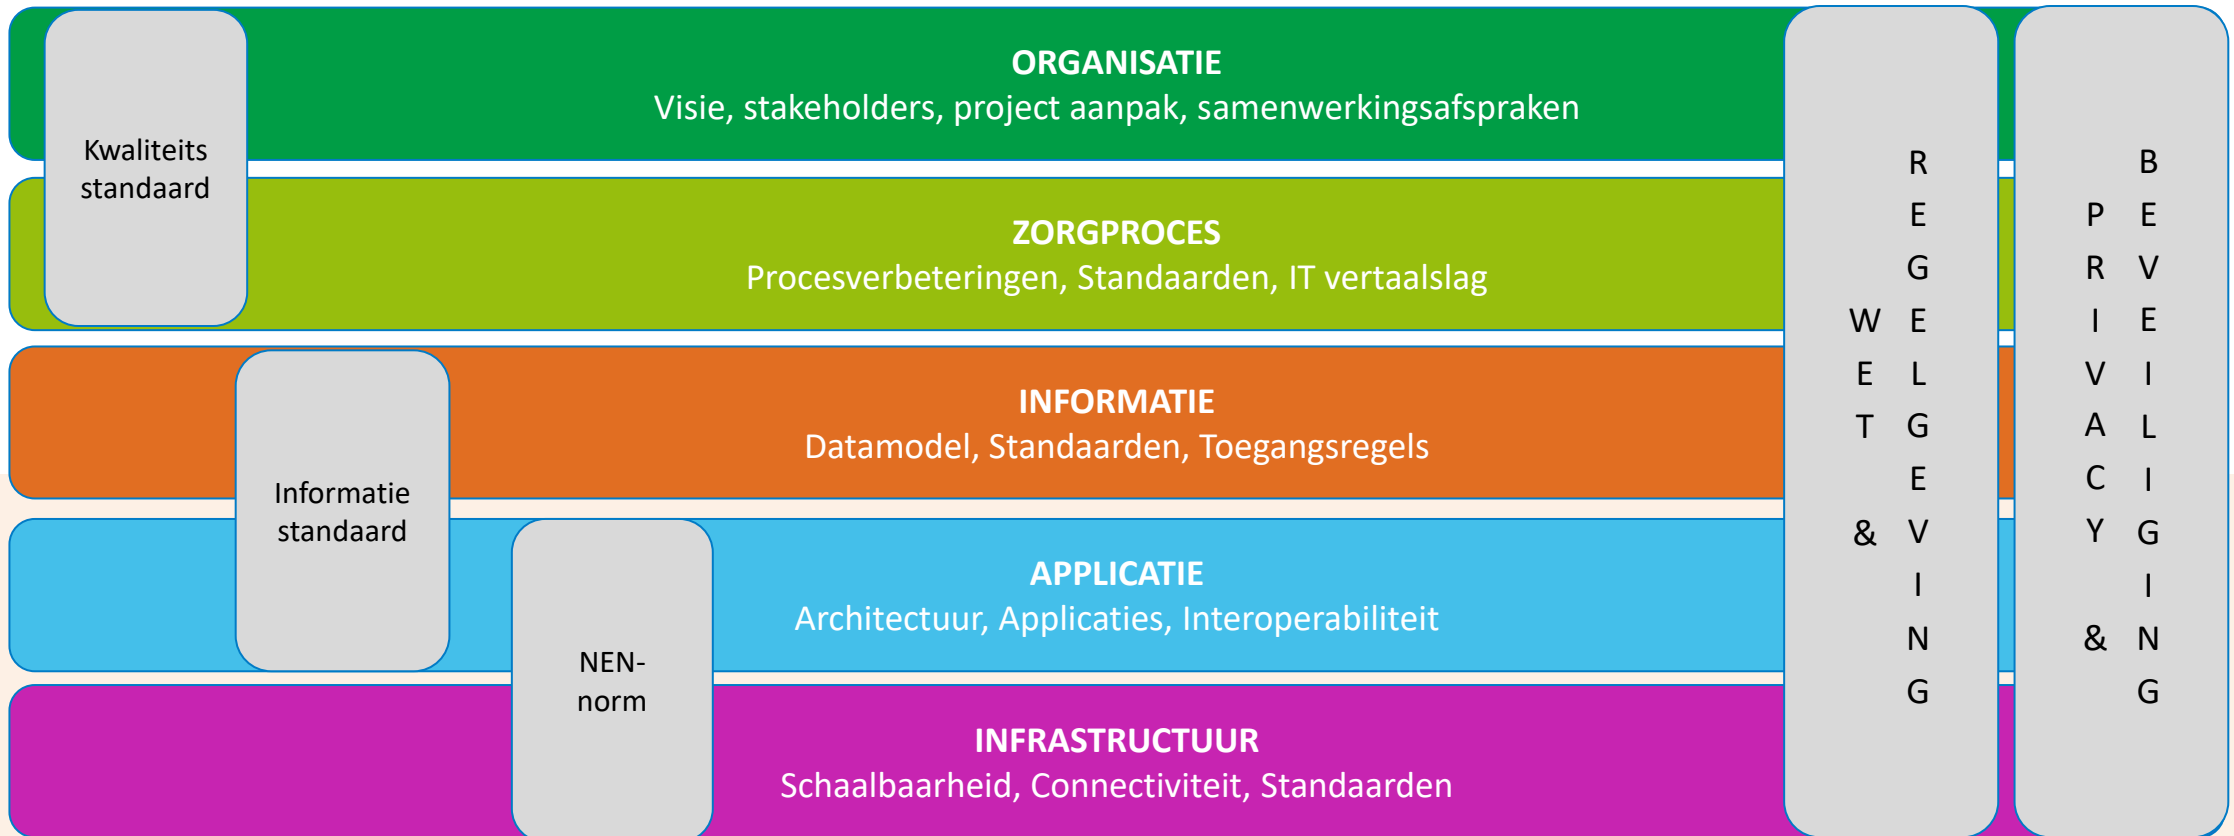 Kwaliteits
standaard
ORGANISATIE
Visie, stakeholders, project aanpak, samenwerkingsafspraken
ZORGPROCES
Procesverbeteringen, Standaarden, IT vertaalslag
Informatie
standaard
INFORMATIE
Datamodel, Standaarden, Toegangsregels
NEN-
norm
APPLICATIE
Architectuur, Applicaties, Interoperabiliteit
INFRASTRUCTUUR
Schaalbaarheid, Connectiviteit, Standaarden
WET &
REGELGEVING
PRIVACY &
BEVEILIGING